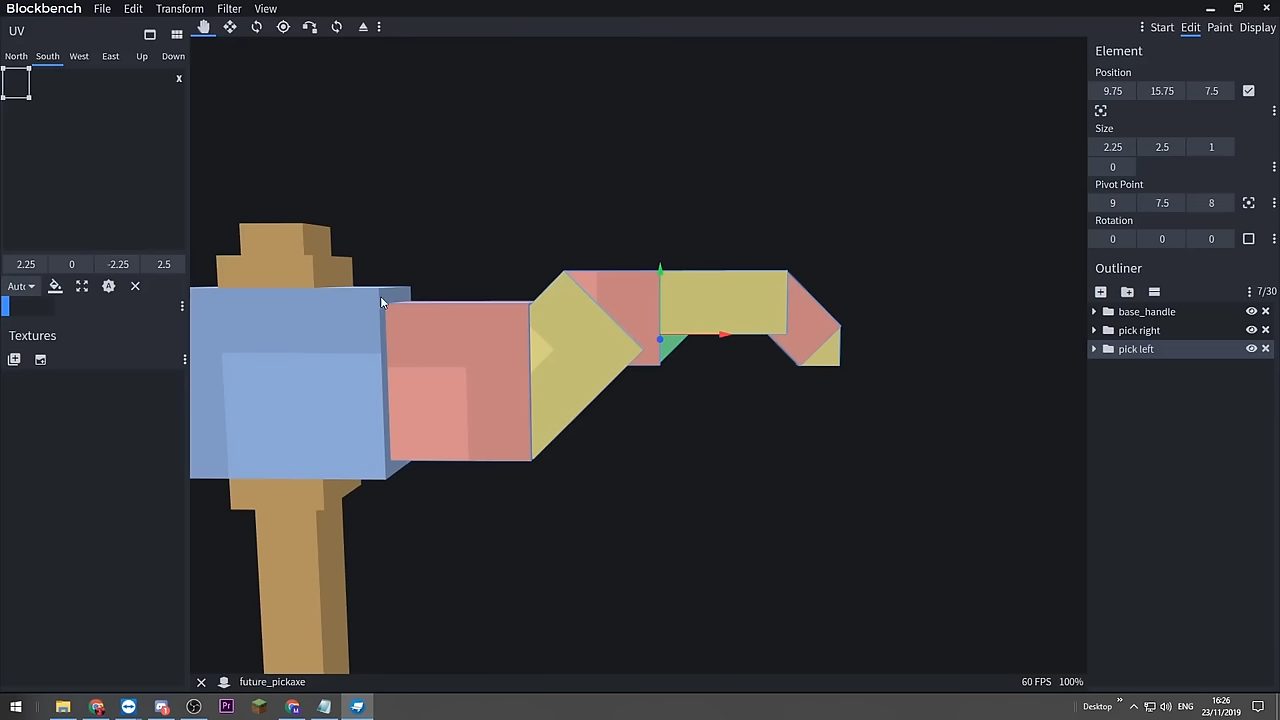 Blockbench File Edit Transform Filter View
UV
Start Edit Paint Display
North South West East Up Down
x
2.25 0 -2.25 2.5
Textures
Element
Position
9.75 15.75 7.5
Size
2.25 2.5 1
0
Pivot Point
9 7.5 8
Rotation
0 0 0
Outliner
7/30
base_handle
pick right
pick left
future_pickaxe
60 FPS 100%
Desktop ENG 16:26
23/11/2019